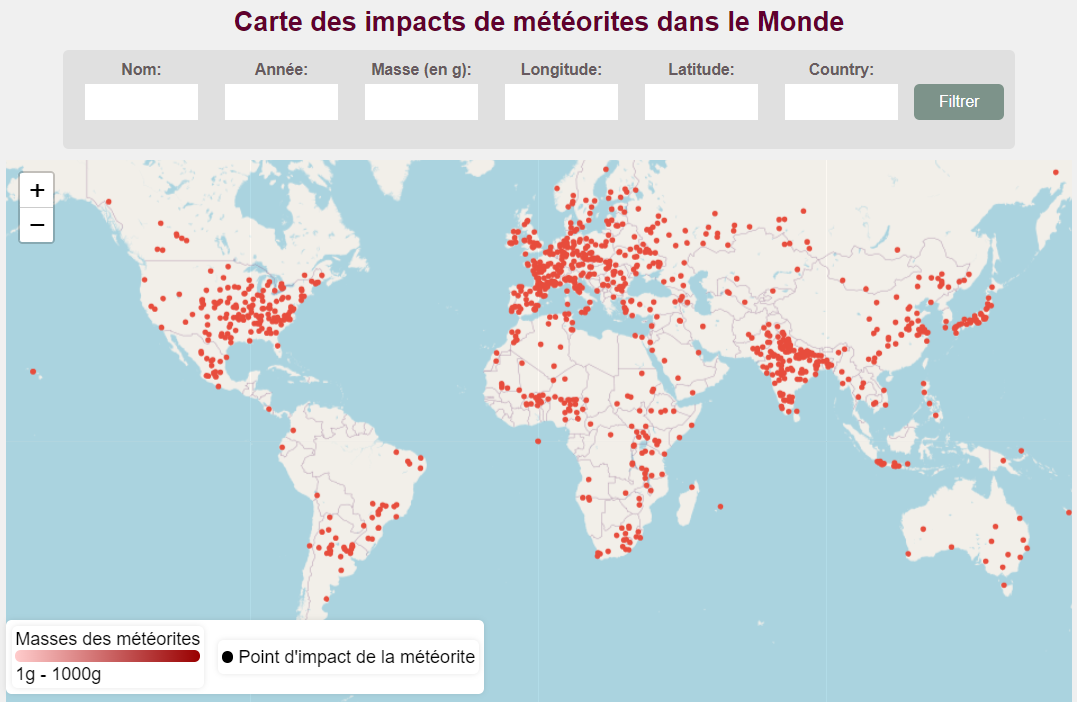 Carte des impacts de météorites dans le Monde
Nom: Année: Masse (en g): Longitude: Latitude: Country:
Filtrer
+
−
Masses des météorites
1g - 1000g
Point d'impact de la météorite